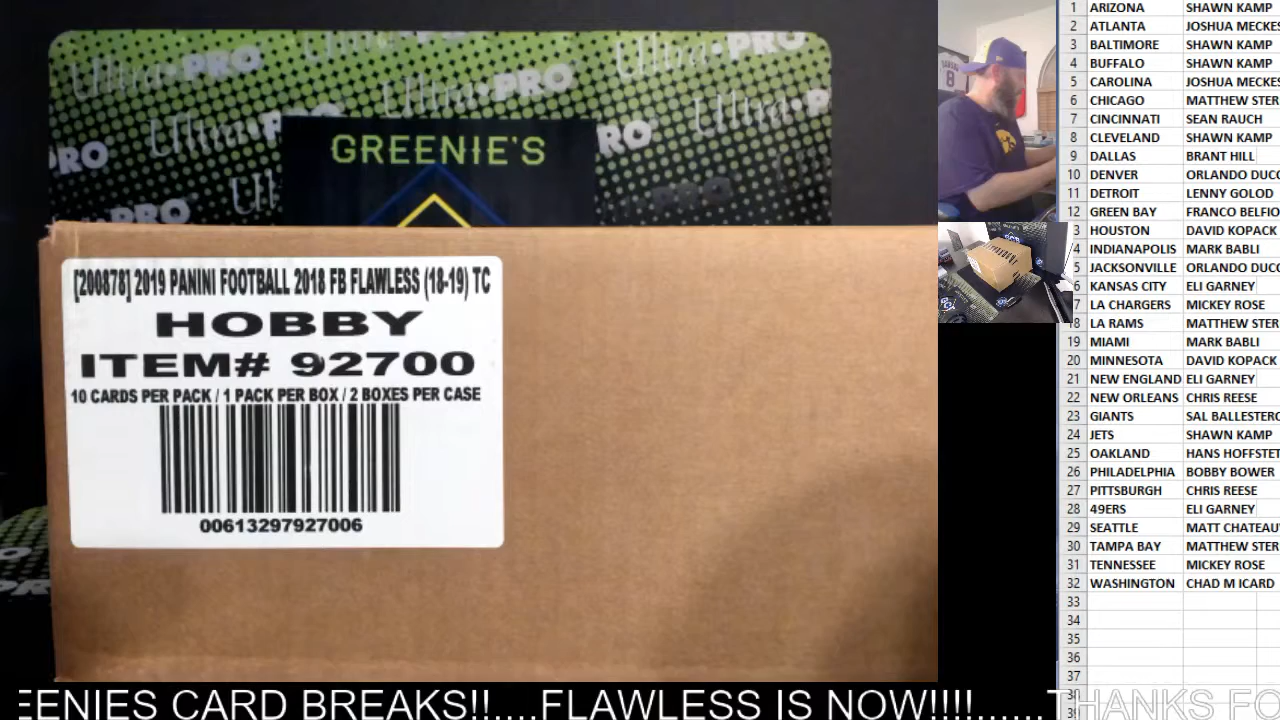 Ultra•PRO
GREENIE'S
[200878] 2019 PANINI FOOTBALL 2018 FB FLAWLESS (18-19) TC
HOBBY
ITEM# 92700
10 CARDS PER PACK / 1 PACK PER BOX / 2 BOXES PER CASE
00613297927006
8
1 ARIZONA SHAWN KAMP
2 ATLANTA JOSHUA MECKES
3 BALTIMORE SHAWN KAMP
4 BUFFALO SHAWN KAMP
5 CAROLINA JOSHUA MECKES
6 CHICAGO MATTHEW STER
7 CINCINNATI SEAN RAUCH
8 CLEVELAND SHAWN KAMP
9 DALLAS BRANT HILL
10 DENVER ORLANDO DUCC
11 DETROIT LENNY GOLOD
12 GREEN BAY FRANCO BELFIO
3 HOUSTON DAVID KOPACK
4 INDIANAPOLIS MARK BABLI
5 JACKSONVILLE ORLANDO DUCC
6 KANSAS CITY ELI GARNEY
7 LA CHARGERS MICKEY ROSE
18 LA RAMS MATTHEW STER
19 MIAMI MARK BABLI
20 MINNESOTA DAVID KOPACK
21 NEW ENGLAND ELI GARNEY
22 NEW ORLEANS CHRIS REESE
23 GIANTS SAL BALLESTERO
24 JETS SHAWN KAMP
25 OAKLAND HANS HOFFSTET
26 PHILADELPHIA BOBBY BOWER
27 PITTSBURGH CHRIS REESE
28 49ERS ELI GARNEY
29 SEATTLE MATT CHATEAU
30 TAMPA BAY MATTHEW STER
31 TENNESSEE MICKEY ROSE
32 WASHINGTON CHAD M ICARD
33
34
35
36
37
38
39
EENIES CARD BREAKS!!....FLAWLESS IS NOW!!!!...... THANKS FO